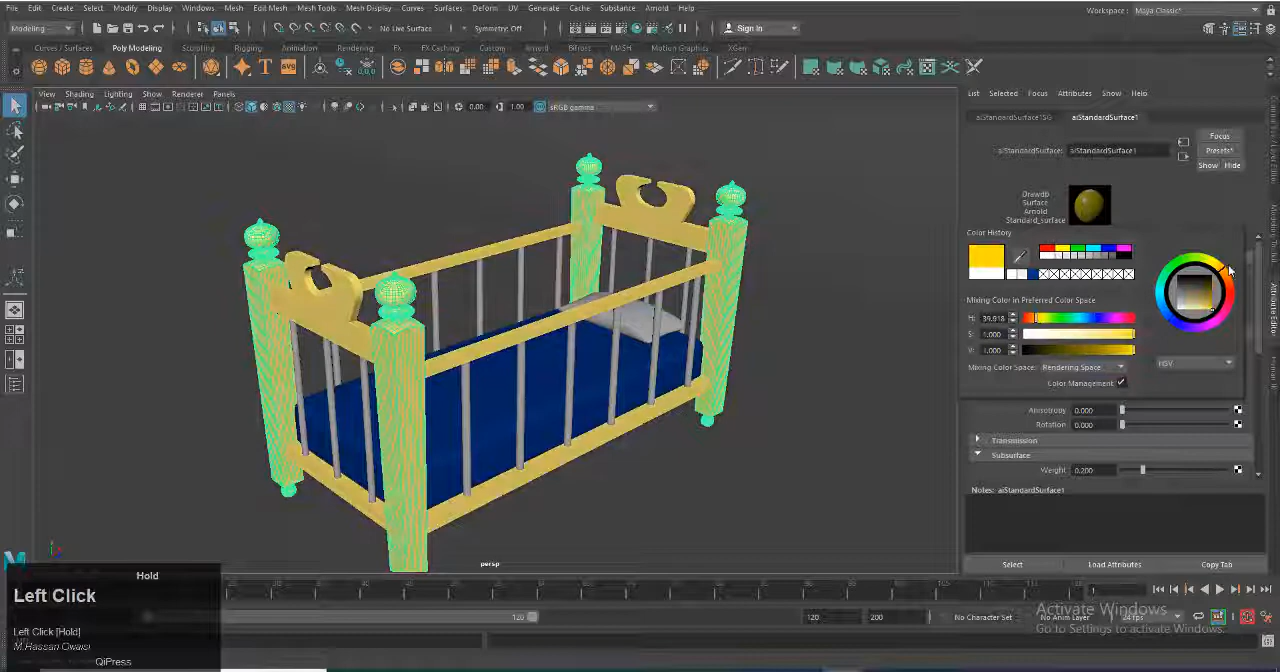 File Edit Create Select Modify Display Windows Mesh Edit Mesh Mesh Tools Mesh Display Curves Surfaces Deform UV Generate Cache Substance Arnold Help
Workspace : Maya Classic*
Modeling
No Live Surface
Symmetry: Off
Sign In
Curves / Surfaces Poly Modeling Sculpting Rigging Animation Rendering FX FX Caching Custom Arnold Bifrost MASH Motion Graphics XGen
SVG
View Shading Lighting Show Renderer Panels
0.00 1.00 sRGB gamma
List Selected Focus Attributes Show Help
aiStandardSurface1SG aiStandardSurface1
Focus
aiStandardSurface: aiStandardSurface1
Presets*
Show Hide
Drawdb
Surface
Arnold
Standard_surface
Color History
Mixing Color in Preferred Color Space
H: 39.918
S: 1.000
V: 1.000
HSV
Mixing Color Space: Rendering Space
Color Management
Anisotropy 0.000
Rotation 0.000
Transmission
Subsurface
Weight 0.200
Notes: aiStandardSurface1
Select Load Attributes Copy Tab
Attribute Editor
persp
Hold
Left Click
Left Click [Hold]
M.Hassan Owaisi
QiPress
120
120 200 No Character Set No Anim Layer 24 fps
Activate Windows
Go to Settings to activate Windows.